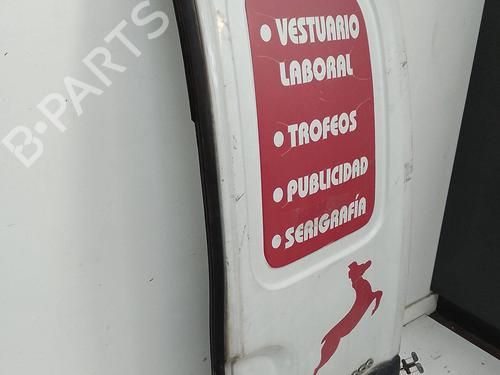 B-PARTS
• VESTUARIO
LABORAL
• TROFEOS
• PUBLICIDAD
• SERIGRAFÍA